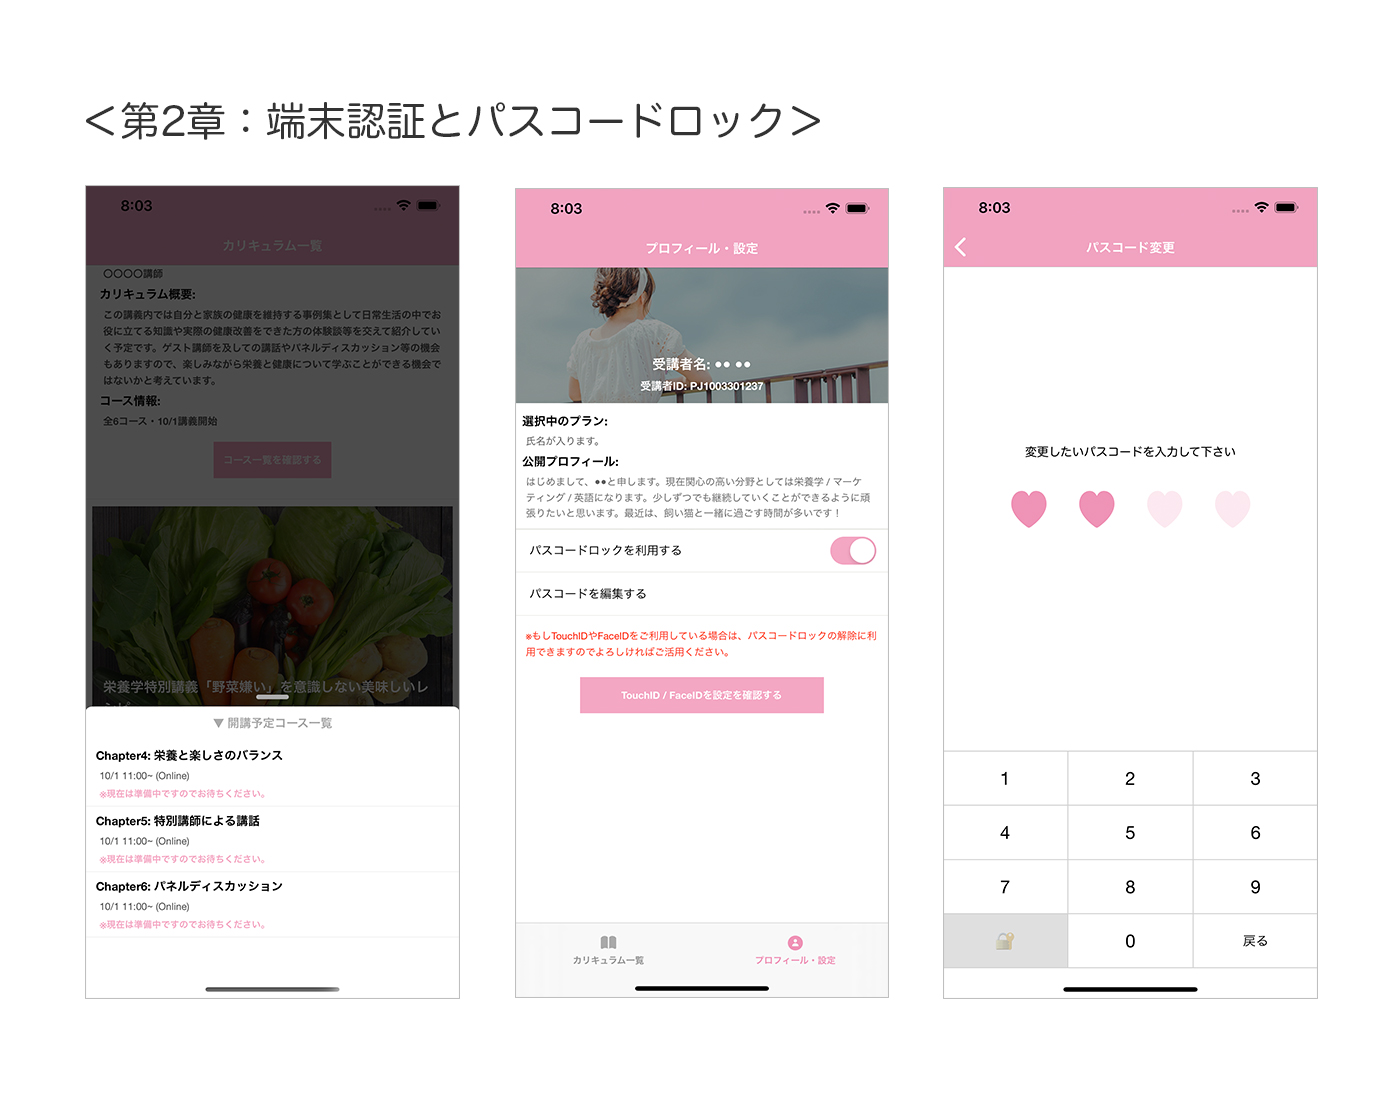 ＜第2章：端末認証とパスコードロック＞
8:03
カリキュラム一覧
〇〇〇〇講師
カリキュラム概要:
この講義内では自分と家族の健康を維持する事例集として日常生活の中でお
役に立てる知識や実際の健康改善をできた方の体験談等を交えて紹介してい
く予定です。ゲスト講師を及しての講話やパネルディスカッション等の機会
もありますので、楽しみながら栄養と健康について学ぶことができる機会で
はないかと考えています。
コース情報:
全6コース・10/1講義開始
コース一覧を確認する
栄養学特別講義「野菜嫌い」を意識しない美味しいレ
▼ 開講予定コース一覧
Chapter4: 栄養と楽しさのバランス
10/1 11:00~ (Online)
※現在は準備中ですのでお待ちください。
Chapter5: 特別講師による講話
10/1 11:00~ (Online)
※現在は準備中ですのでお待ちください。
Chapter6: パネルディスカッション
10/1 11:00~ (Online)
※現在は準備中ですのでお待ちください。
8:03
プロフィール・設定
受講者名: ●● ●●
受講者ID: PJ1003301237
選択中のプラン:
氏名が入ります。
公開プロフィール:
はじめまして、●●と申します。現在関心の高い分野としては栄養学 / マーケ
ティング / 英語になります。少しずつでも継続していくことができるように頑
張りたいと思います。最近は、飼い猫と一緒に過ごす時間が多いです！
パスコードロックを利用する
パスコードを編集する
※もしTouchIDやFaceIDをご利用している場合は、パスコードロックの解除に利
用できますのでよろしければご活用ください。
TouchID / FaceIDを設定を確認する
カリキュラム一覧
プロフィール・設定
8:03
パスコード変更
変更したいパスコードを入力して下さい
1 2 3
4 5 6
7 8 9
0 戻る